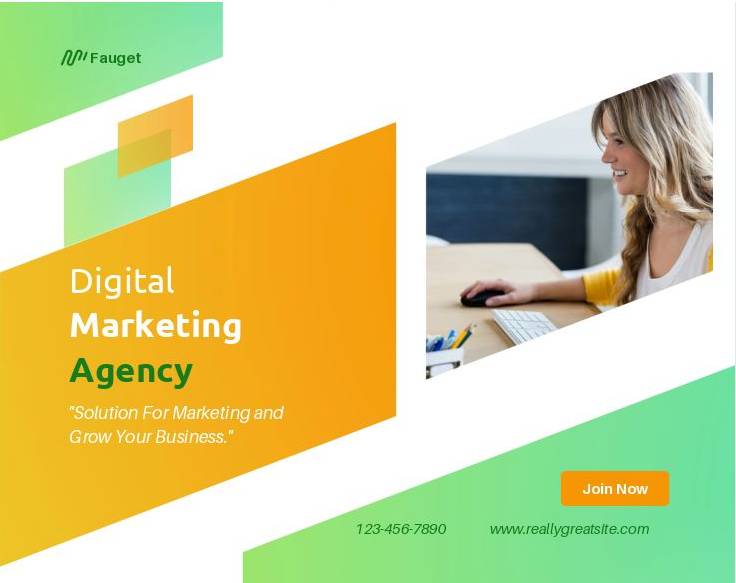 Fauget
Digital
Marketing
Agency
"Solution For Marketing and
Grow Your Business."
Join Now
123-456-7890
www.reallygreatsite.com